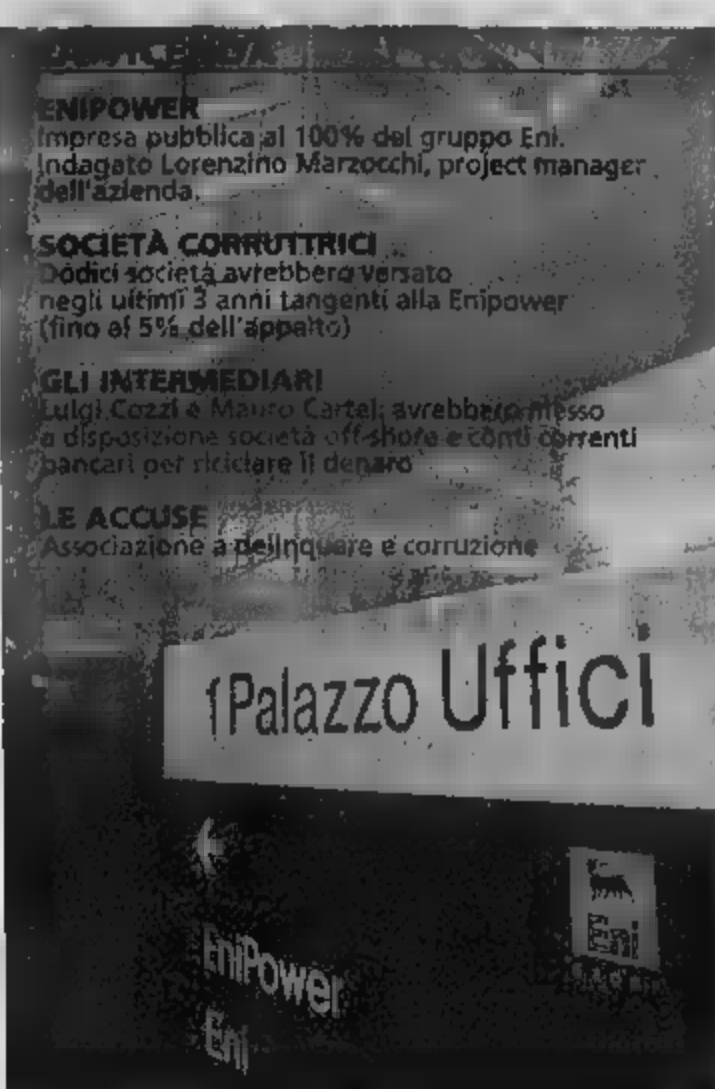 ENIPOWER
Impresa pubblica al 100% del gruppo Eni.
Indagato Lorenzino Marzocchi, project manager
dell'azienda.
SOCIETÀ CORRUTTRICI
Dodici società avrebbero versato
negli ultimi 3 anni tangenti alla Enipower
(fino al 5% dell'appalto)
GLI INTERMEDIARI
Luigi Cozzi e Mauro Cartei, avrebbero messo
a disposizione società off-shore e conti correnti
bancari per riciclare il denaro
LE ACCUSE
Associazione a delinquere e corruzione
1 Palazzo Uffici
EniPower
Eni